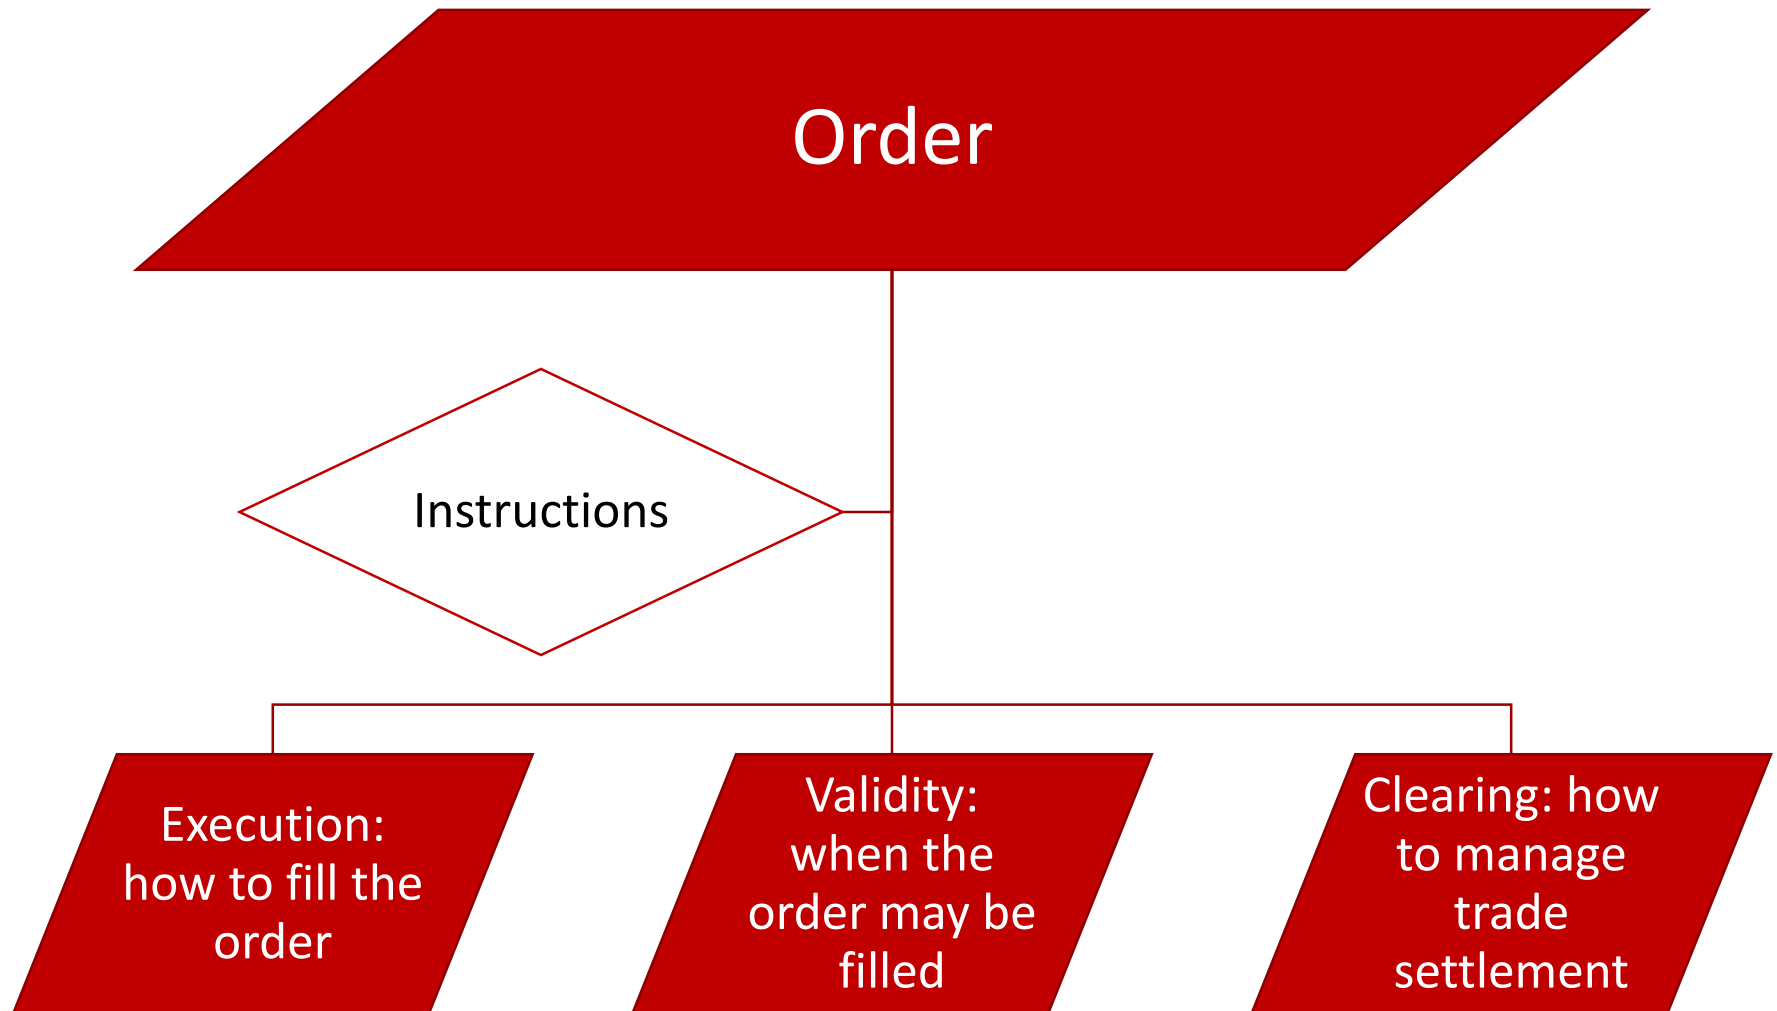 Order
Instructions
Execution:
how to fill the
order
Validity:
when the
order may be
filled
Clearing: how
to manage
trade
settlement